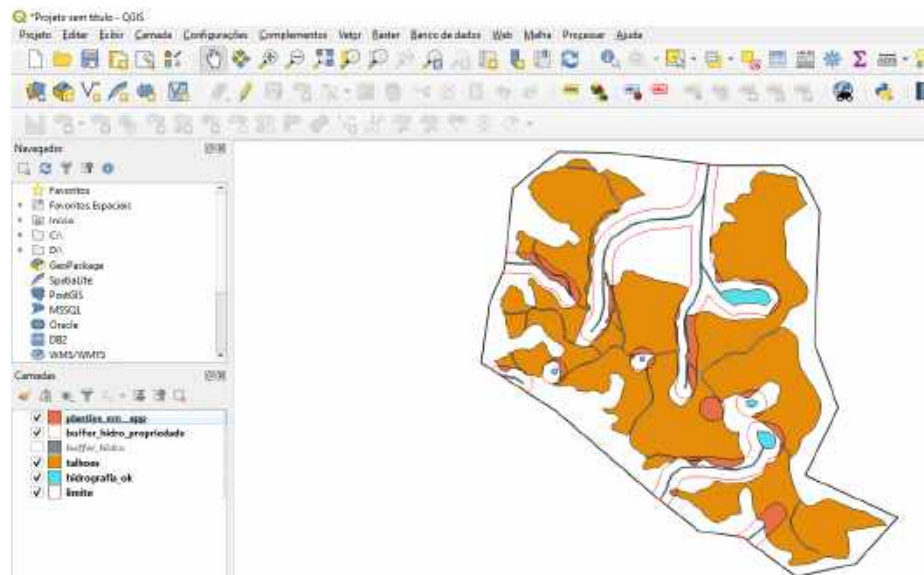 *Projeto sem título - QGIS
Projeto Editar Exibir Camada Configurações Complementos Vetor Raster Banco de dados Web Malha Processar Ajuda
Navegador
Favoritos
Favoritos Espaciais
Início
C:\
D:\
GeoPackage
SpatiaLite
PostGIS
MSSQL
Oracle
DB2
WMS/WMTS
Camadas
plantios_em_app
buffer_hidro_propriedade
buffer_hidro
talhoes
hidrografia_ok
limite